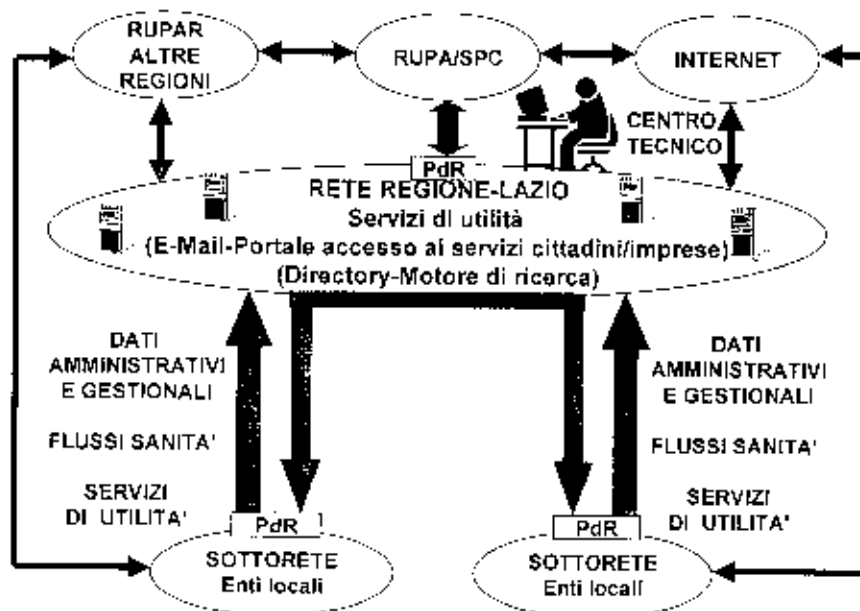 RUPAR
ALTRE
REGIONI
RUPA/SPC
INTERNET
CENTRO
TECNICO
PdR
RETE REGIONE-LAZIO
Servizi di utilità
(E-Mail-Portale accesso ai servizi cittadini/imprese)
(Directory-Motore di ricerca)
DATI
AMMINISTRATIVI
E GESTIONALI
FLUSSI SANITA'
SERVIZI
DI UTILITA'
DATI
AMMINISTRATIVI
E GESTIONALI
FLUSSI SANITA'
SERVIZI
DI UTILITA'
PdR
SOTTORETE
Enti locali
PdR
SOTTORETE
Enti locali